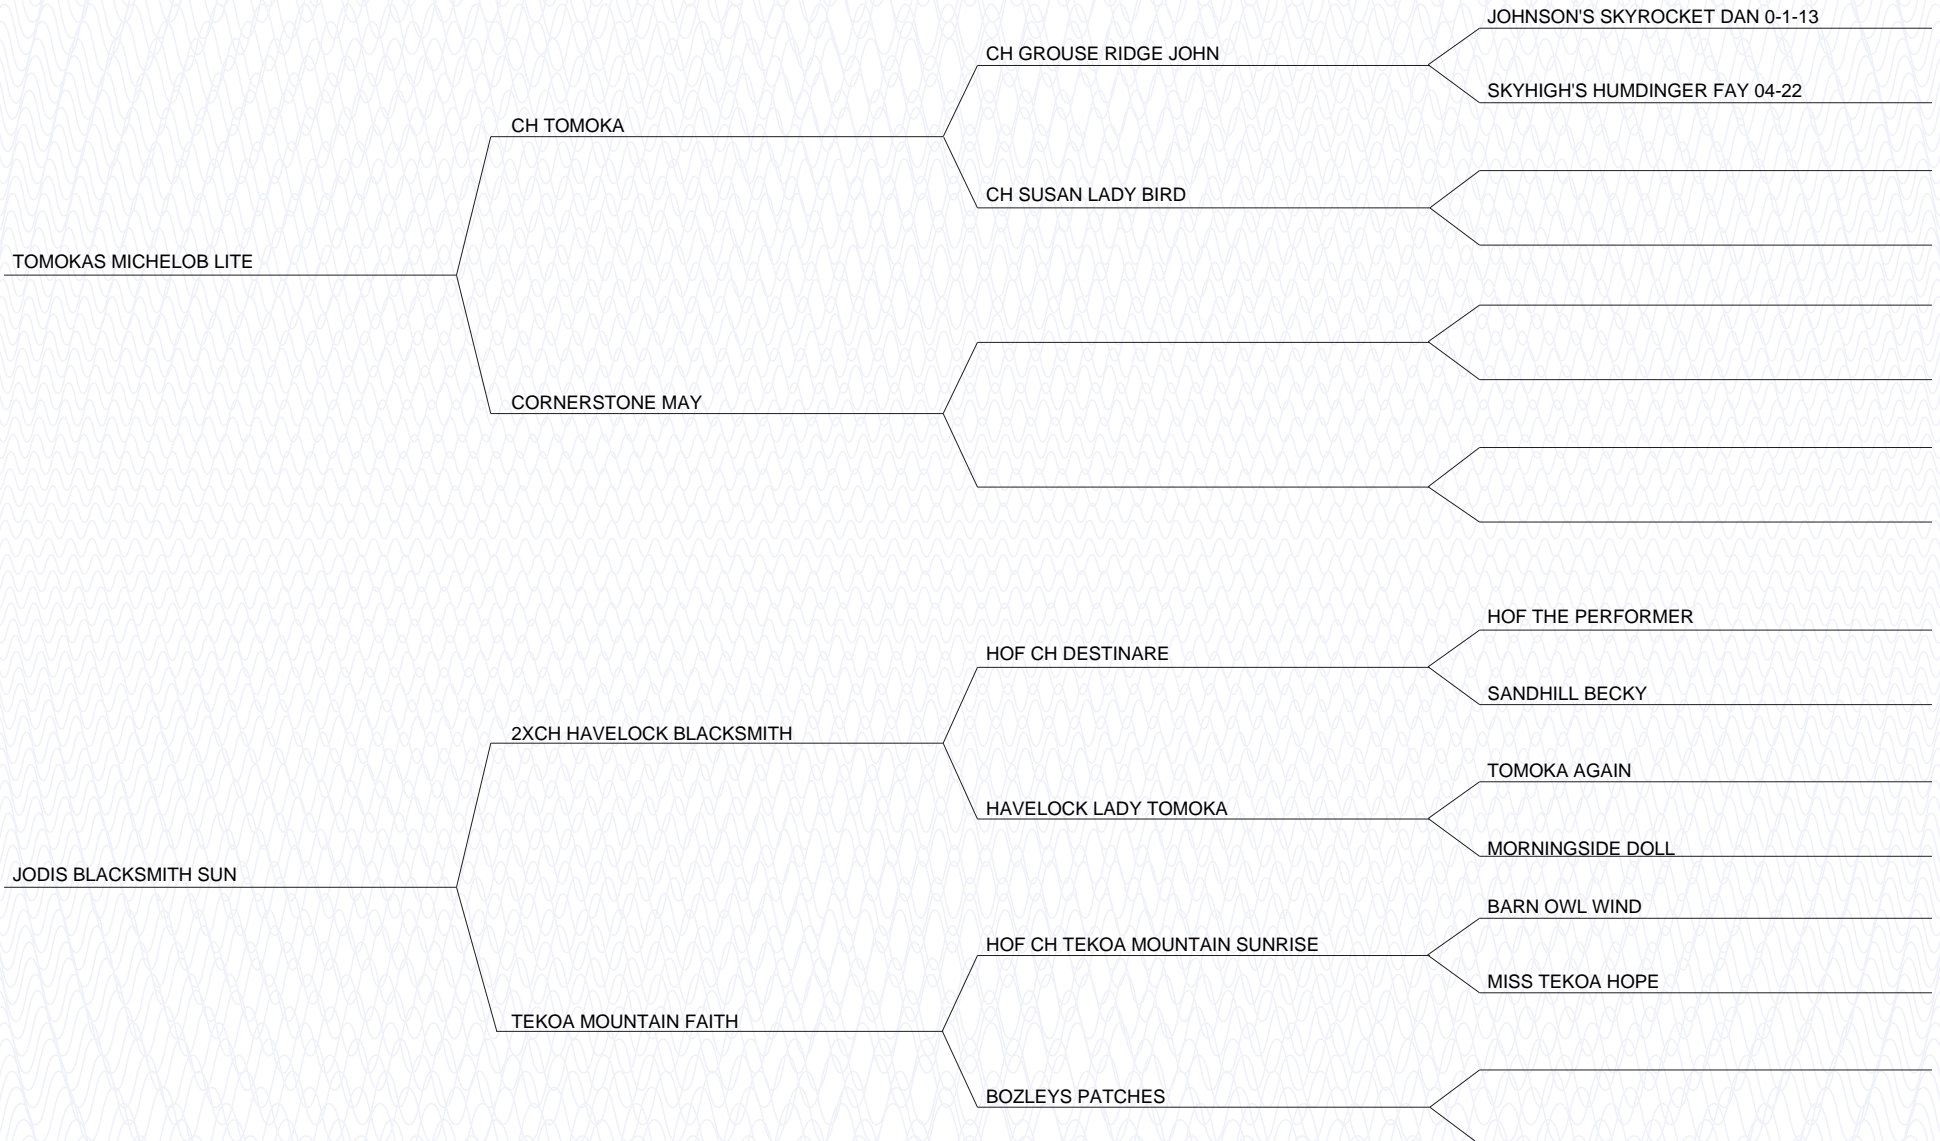 JOHNSON'S SKYROCKET DAN 0-1-13
CH GROUSE RIDGE JOHN
SKYHIGH'S HUMDINGER FAY 04-22
CH TOMOKA
CH SUSAN LADY BIRD
TOMOKAS MICHELOB LITE
CORNERSTONE MAY
HOF THE PERFORMER
HOF CH DESTINARE
SANDHILL BECKY
2XCH HAVELOCK BLACKSMITH
TOMOKA AGAIN
HAVELOCK LADY TOMOKA
MORNINGSIDE DOLL
JODIS BLACKSMITH SUN
BARN OWL WIND
HOF CH TEKOA MOUNTAIN SUNRISE
MISS TEKOA HOPE
TEKOA MOUNTAIN FAITH
BOZLEYS PATCHES